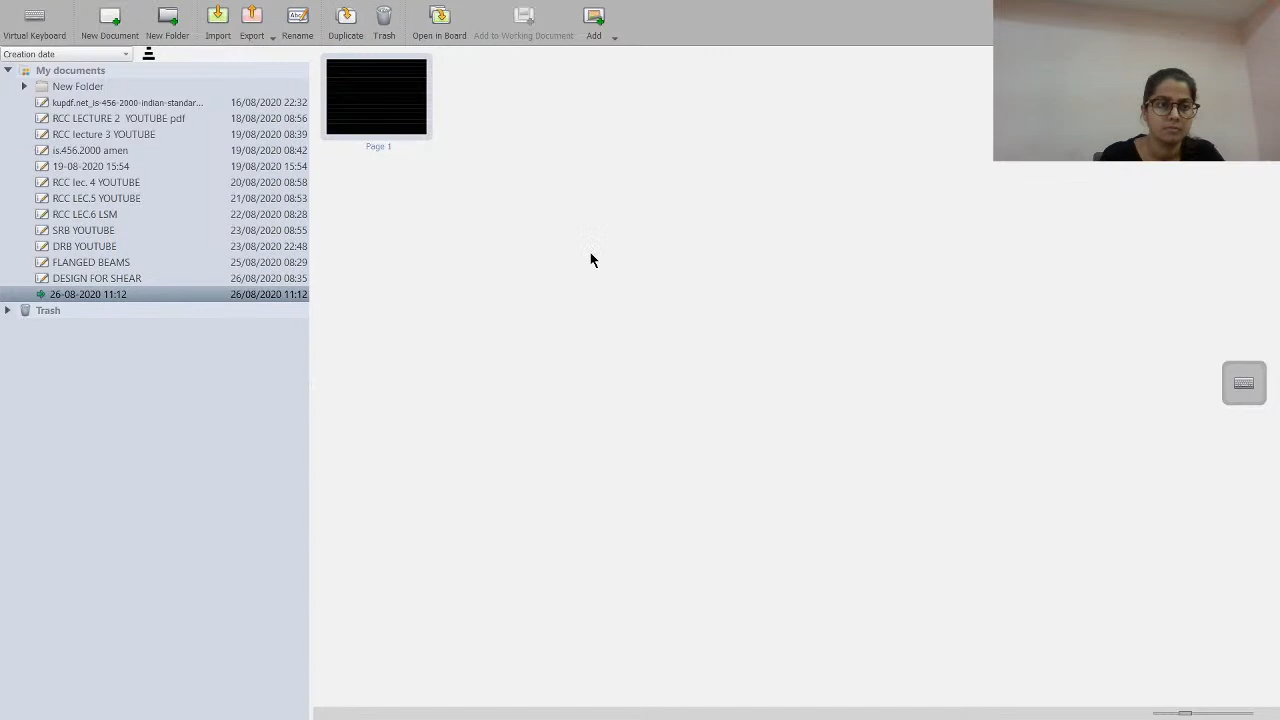 Virtual Keyboard New Document New Folder Import Export Rename Duplicate Trash Open in Board Add to Working Document Add
Creation date
My documents
New Folder
kupdf.net_is-456-2000-indian-standar... 16/08/2020 22:32
RCC LECTURE 2 YOUTUBE pdf 18/08/2020 08:56
RCC lecture 3 YOUTUBE 19/08/2020 08:39
is.456.2000 amen 19/08/2020 08:42
19-08-2020 15:54 19/08/2020 15:54
RCC lec. 4 YOUTUBE 20/08/2020 08:58
RCC LEC.5 YOUTUBE 21/08/2020 08:53
RCC LEC.6 LSM 22/08/2020 08:28
SRB YOUTUBE 23/08/2020 08:55
DRB YOUTUBE 23/08/2020 22:48
FLANGED BEAMS 25/08/2020 08:29
DESIGN FOR SHEAR 26/08/2020 08:35
26-08-2020 11:12 26/08/2020 11:12
Trash
Page 1